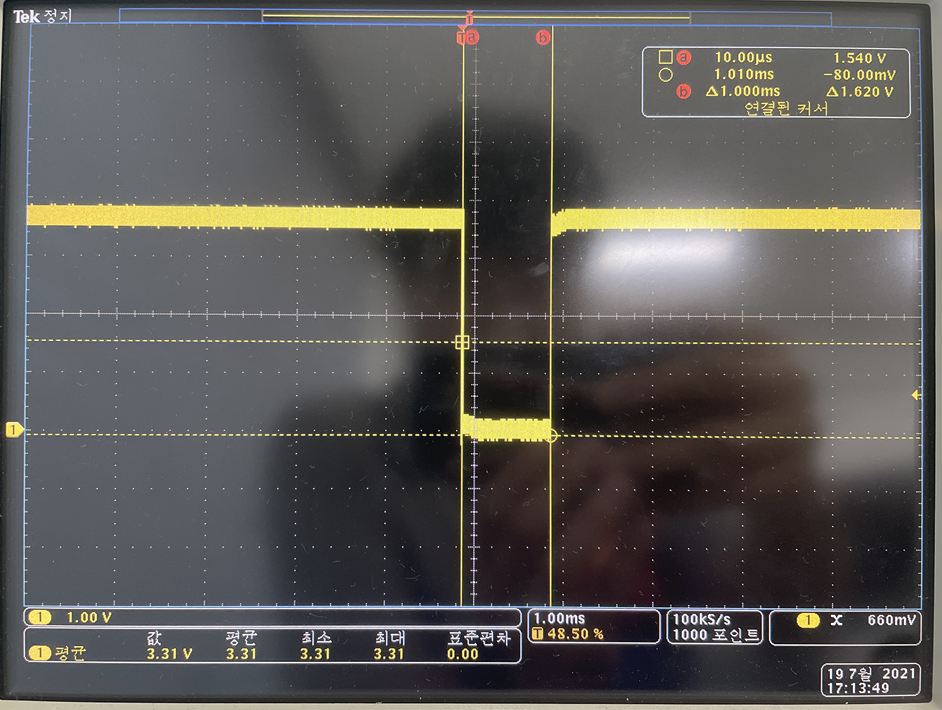 Tek 정지
T
T a b
a 10.00µs 1.540 V
1.010ms −80.00mV
b Δ1.000ms Δ1.620 V
연결된 커서
1
1 1.00 V
값 평균 최소 최대 표준편차
1 평균 3.31 V 3.31 3.31 3.31 0.00
1.00ms
T 48.50 %
100kS/s
1000 포인트
1 X 660mV
19 7월 2021
17:13:49